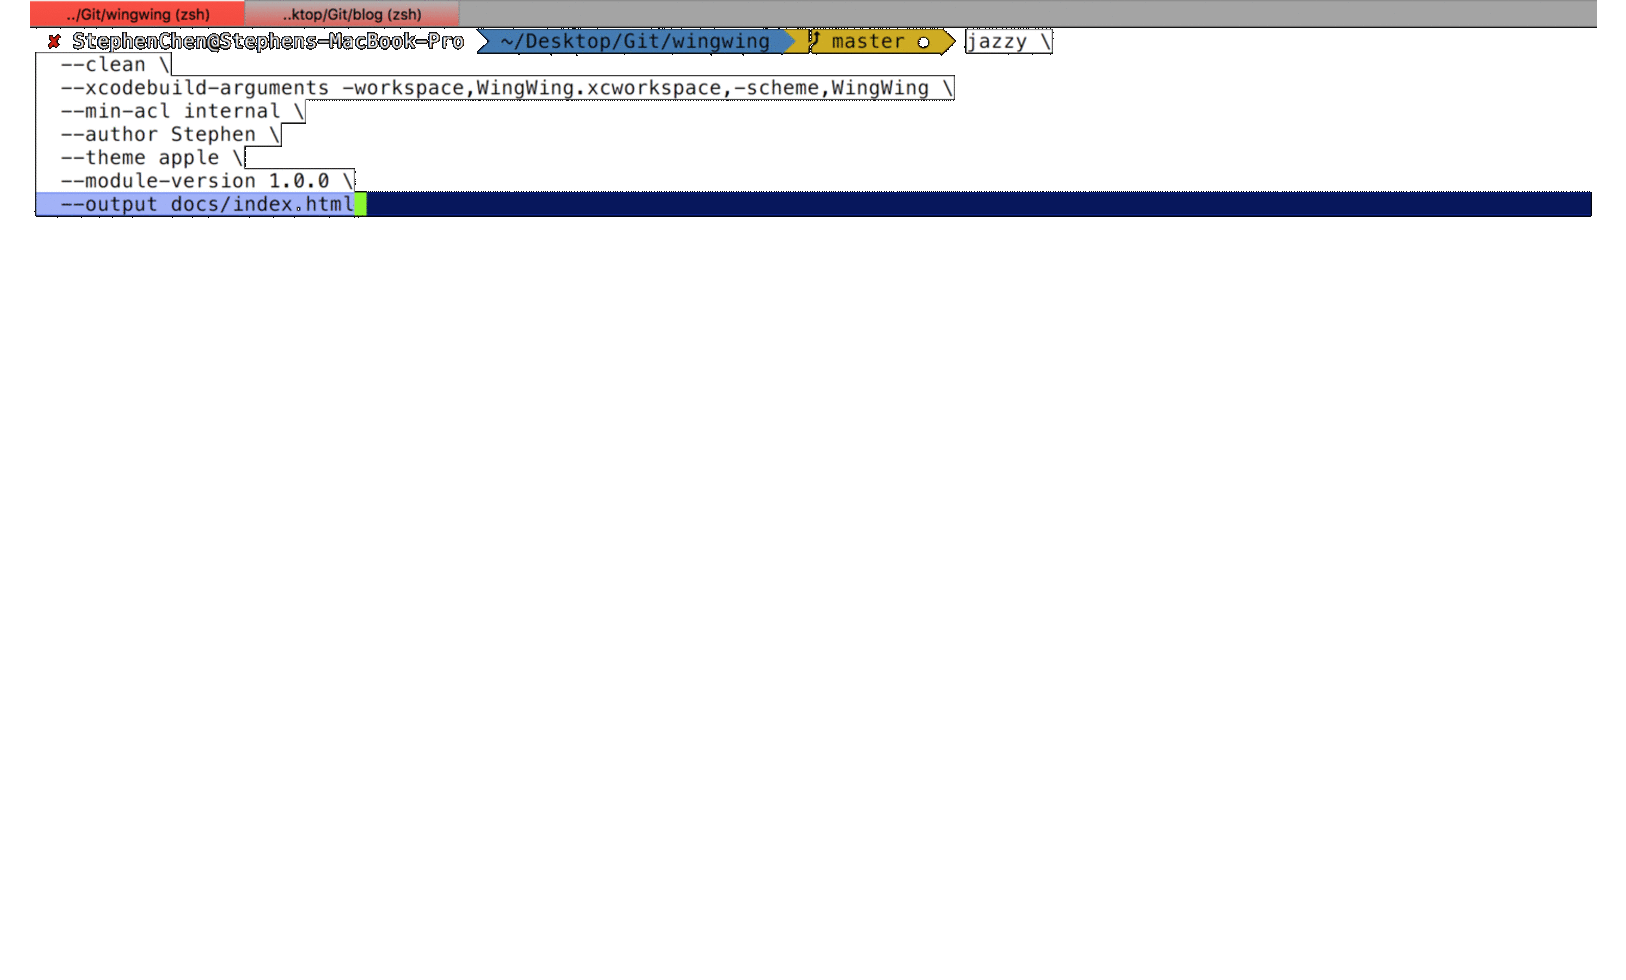 ../Git/wingwing (zsh) ..ktop/Git/blog (zsh)
✘ StephenChen@Stephens-MacBook-Pro ~/Desktop/Git/wingwing master jazzy \
--clean \
--xcodebuild-arguments -workspace,WingWing.xcworkspace,-scheme,WingWing \
--min-acl internal \
--author Stephen \
--theme apple \
--module-version 1.0.0 \
--output docs/index.html